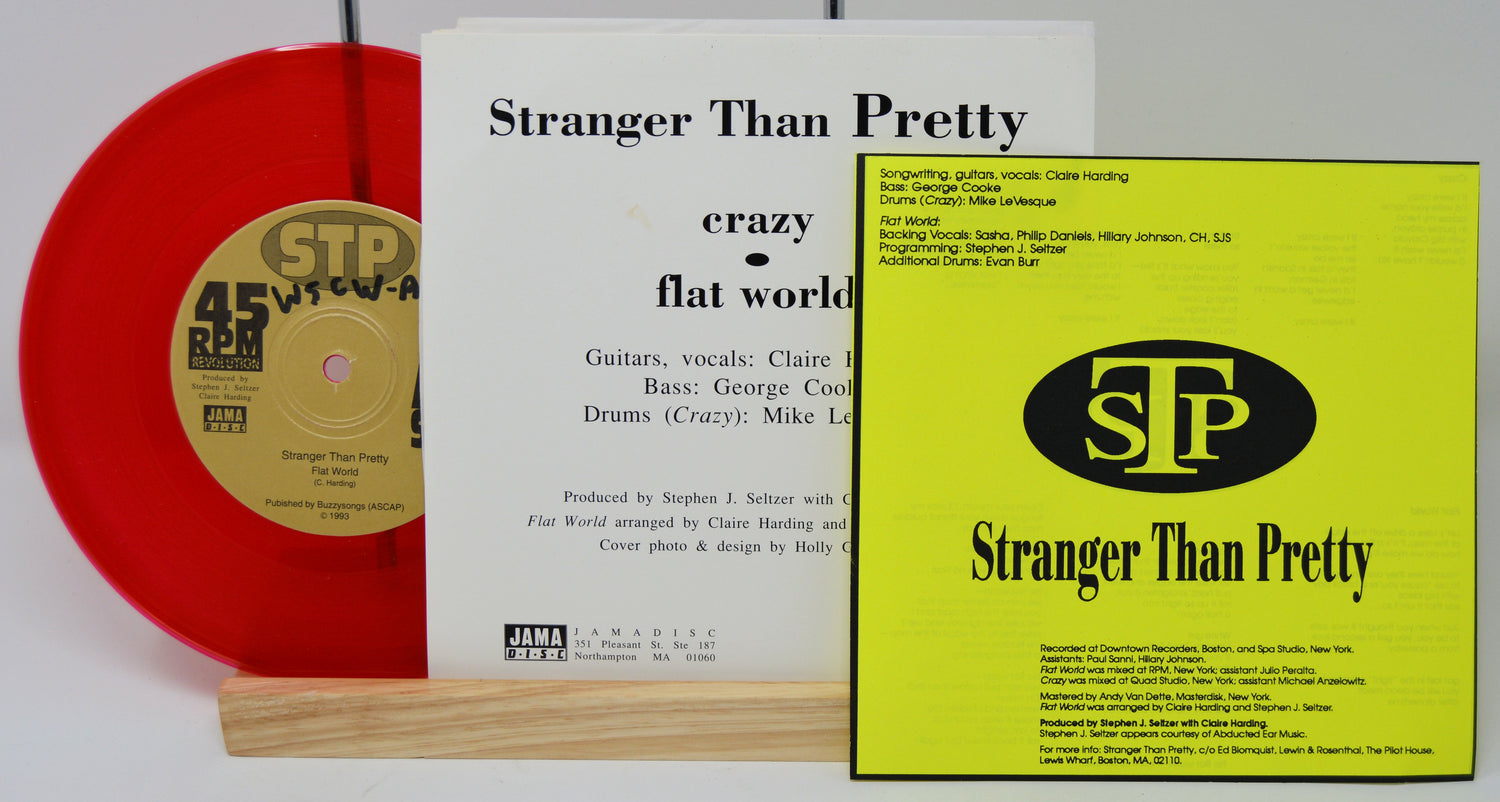 STP
WSCW-A
45
RPM
REVOLUTION
Produced by
Stephen J. Seltzer
Claire Harding
JAMA
D·I·S·C
Stranger Than Pretty
Flat World
(C. Harding)
Pubished by Buzzysongs (ASCAP)
© 1993
Stranger Than Pretty
crazy
•
flat world
Guitars, vocals: Claire
Bass: George
Drums (Crazy): Mike
Produced by Stephen J. Seltzer with
Flat World arranged by Claire Harding and
Cover photo & design by Holly
JAMA
D·I·S·C
JAMADISC
351 Pleasant St. Ste 187
Northampton MA 01060
Songwriting, guitars, vocals: Claire Harding
Bass: George Cooke
Drums (Crazy): Mike LeVesque
Flat World:
Backing Vocals: Sasha, Philip Daniels, Hillary Johnson, CH, SJS
Programming: Stephen J. Seltzer
Additional Drums: Evan Burr
STP
Stranger Than Pretty
Recorded at Downtown Recorders, Boston, and Spa Studio, New York.
Assistants: Paul Sanni, Hillary Johnson.
Flat World was mixed at RPM, New York; assistant Julio Peralta.
Crazy was mixed at Quad Studio, New York; assistant Michael Anzelowitz.
Mastered by Andy Van Dette, Masterdisk, New York.
Flat World was arranged by Claire Harding and Stephen J. Seltzer.
Produced by Stephen J. Seltzer with Claire Harding.
Stephen J. Seltzer appears courtesy of Abducted Ear Music.
For more info: Stranger Than Pretty, c/o Ed Blomquist, Lewin & Rosenthal, The Pilot House,
Lewis Wharf, Boston, MA, 02110.